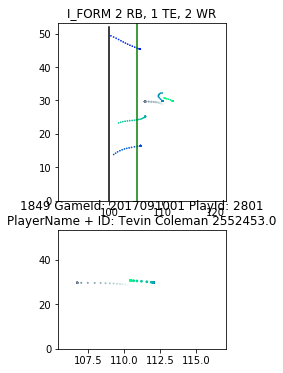 I_FORM 2 RB, 1 TE, 2 WR
50
40
30
20
10
0
100 110 120
1849 GameId: 2017091001 PlayId: 2801
PlayerName + ID: Tevin Coleman 2552453.0
40
20
0
107.5 110.0 112.5 115.0